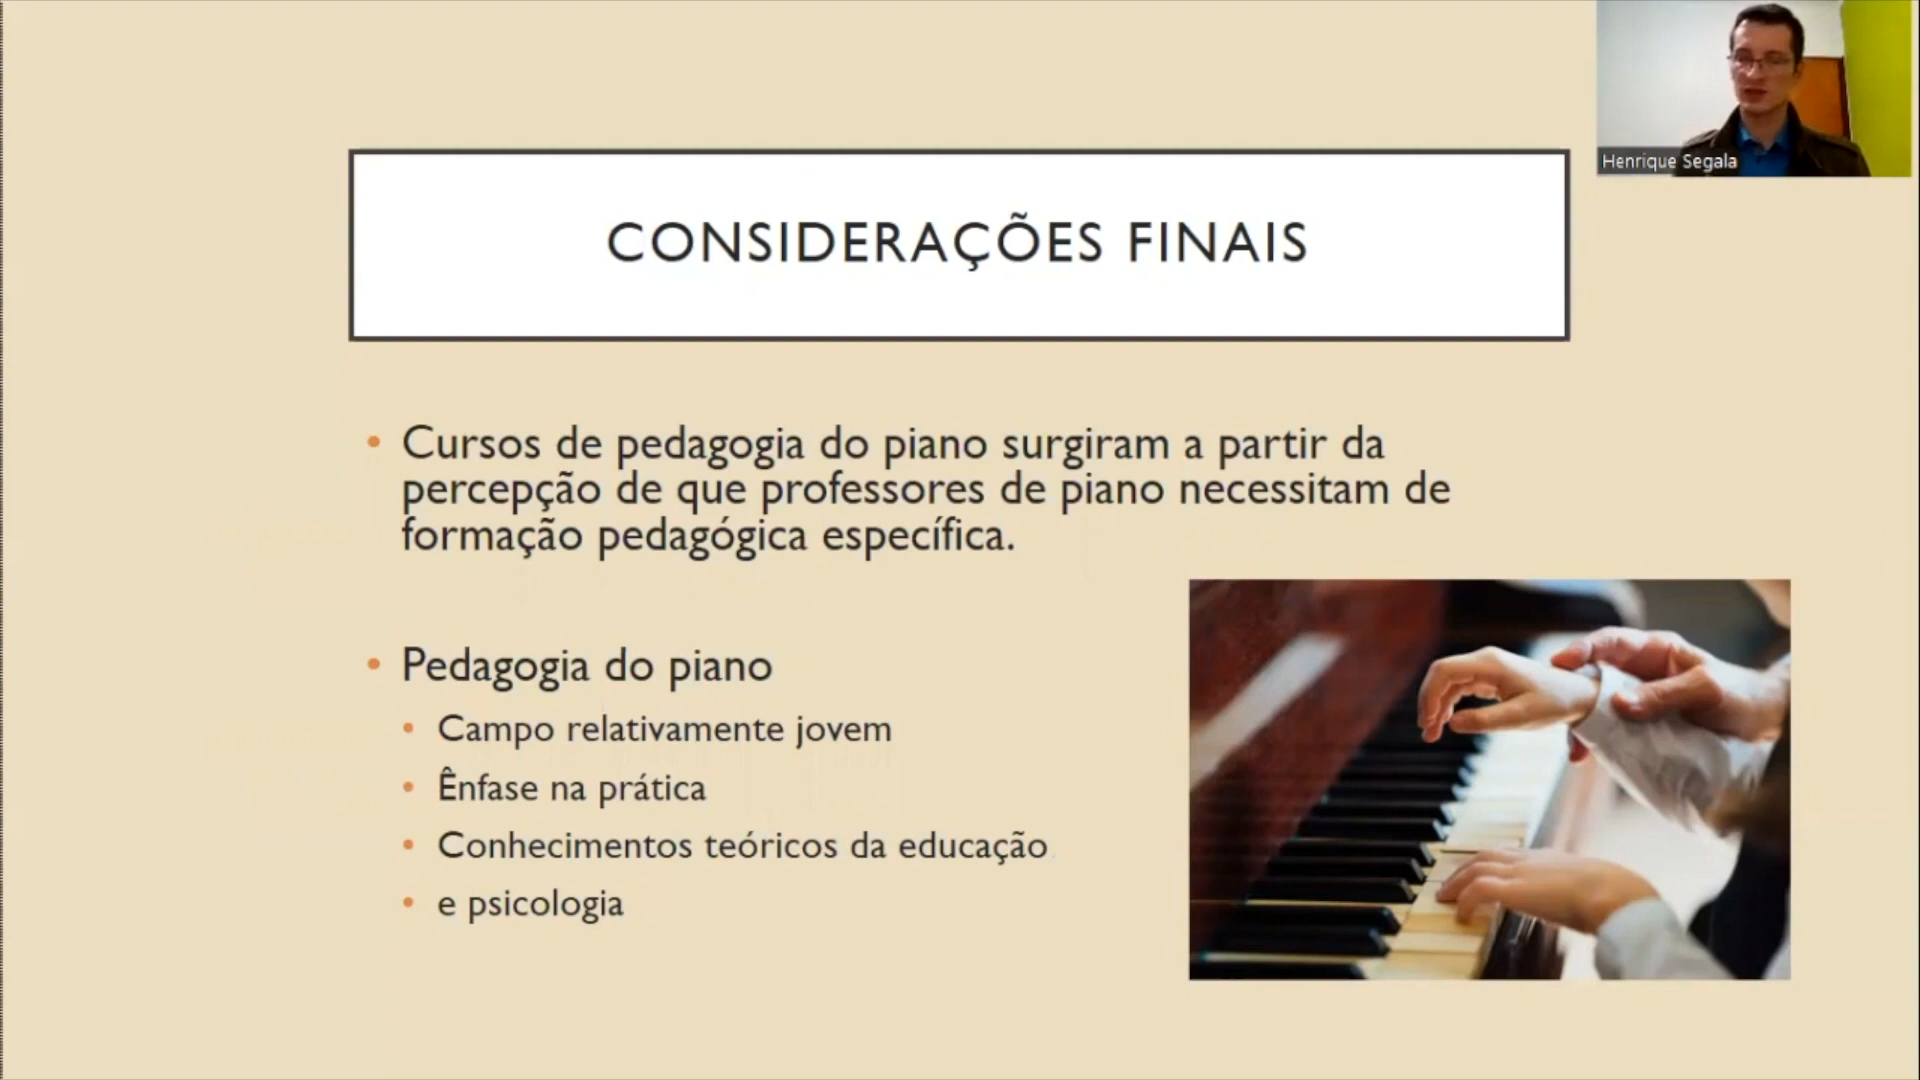 Henrique Segala
CONSIDERAÇÕES FINAIS
• Cursos de pedagogia do piano surgiram a partir da
percepção de que professores de piano necessitam de
formação pedagógica específica.
• Pedagogia do piano
• Campo relativamente jovem
• Ênfase na prática
• Conhecimentos teóricos da educação
• e psicologia